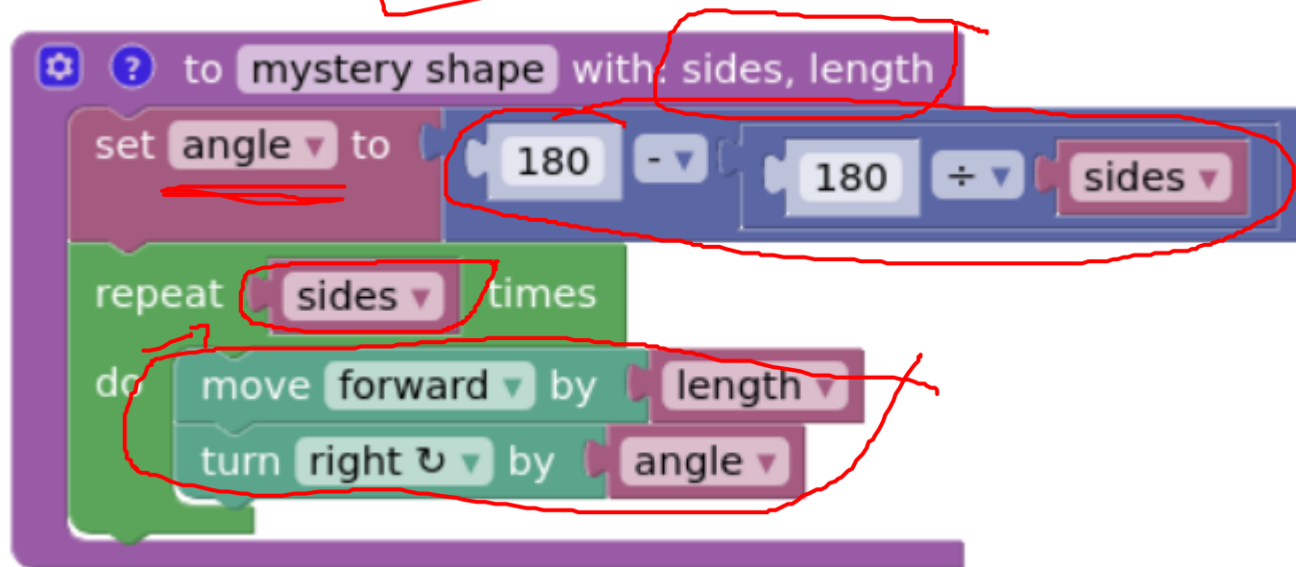 ? to mystery shape with: sides, length
set angle ▾ to 180 - ▾ 180 ÷ ▾ sides ▾
repeat sides ▾ times
do move forward ▾ by length ▾
turn right ↻ ▾ by angle ▾